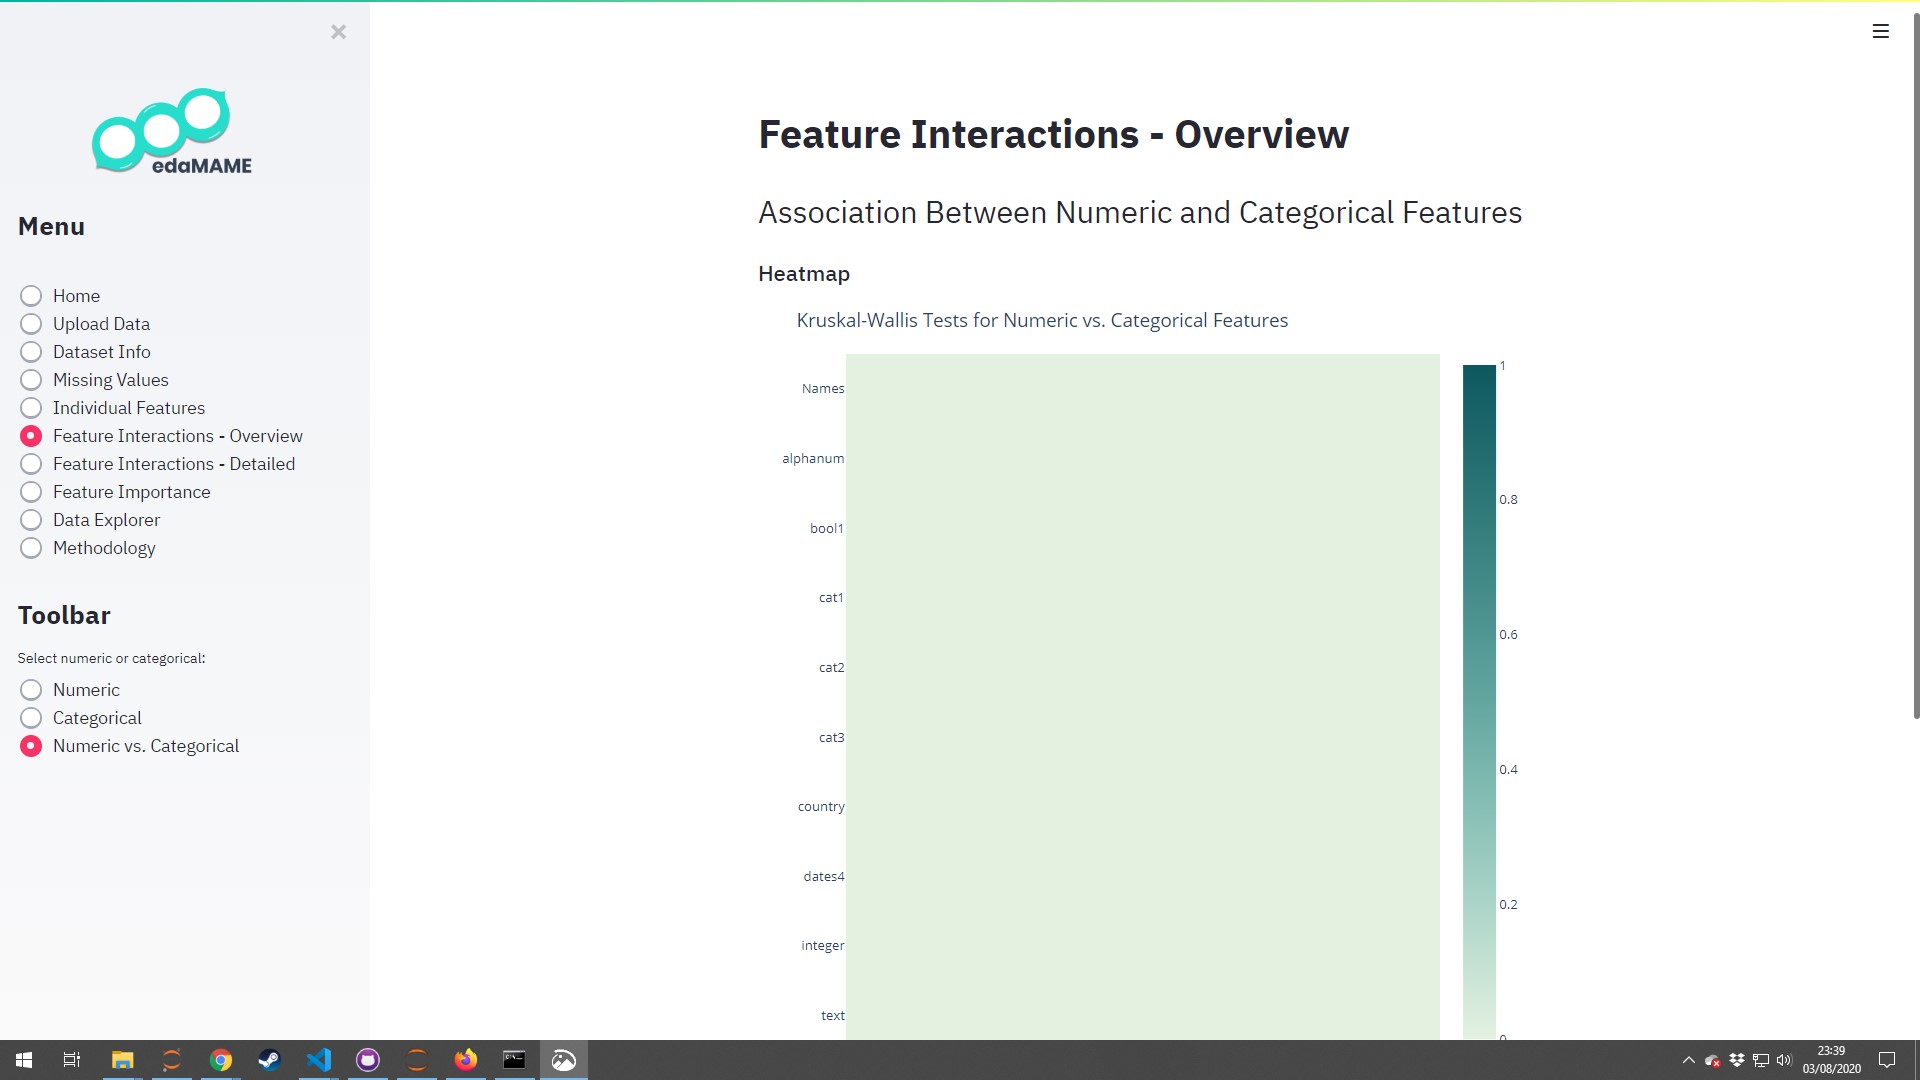 edaMAME
Menu
Home
Upload Data
Dataset Info
Missing Values
Individual Features
Feature Interactions - Overview
Feature Interactions - Detailed
Feature Importance
Data Explorer
Methodology
Toolbar
Select numeric or categorical:
Numeric
Categorical
Numeric vs. Categorical
Feature Interactions - Overview
Association Between Numeric and Categorical Features
Heatmap
Kruskal-Wallis Tests for Numeric vs. Categorical Features
Names
alphanum
bool1
cat1
cat2
cat3
country
dates4
integer
text
1
0.8
0.6
0.4
0.2
0
23:39
03/08/2020